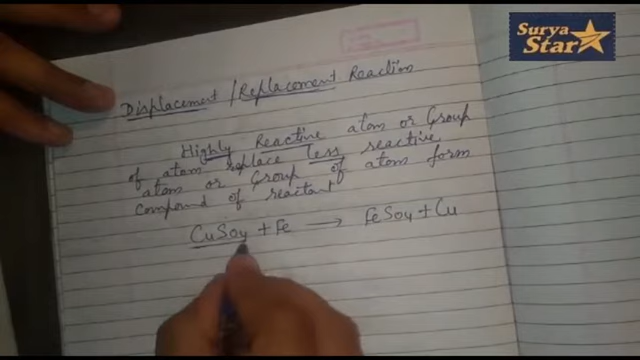 Surya
Star
Displacement / Replacement Reaction
Highly Reactive atom or Group
of atom replace less reactive
atom or Group of atom form
compound of reactant
CuSO4 + Fe → FeSO4 + Cu